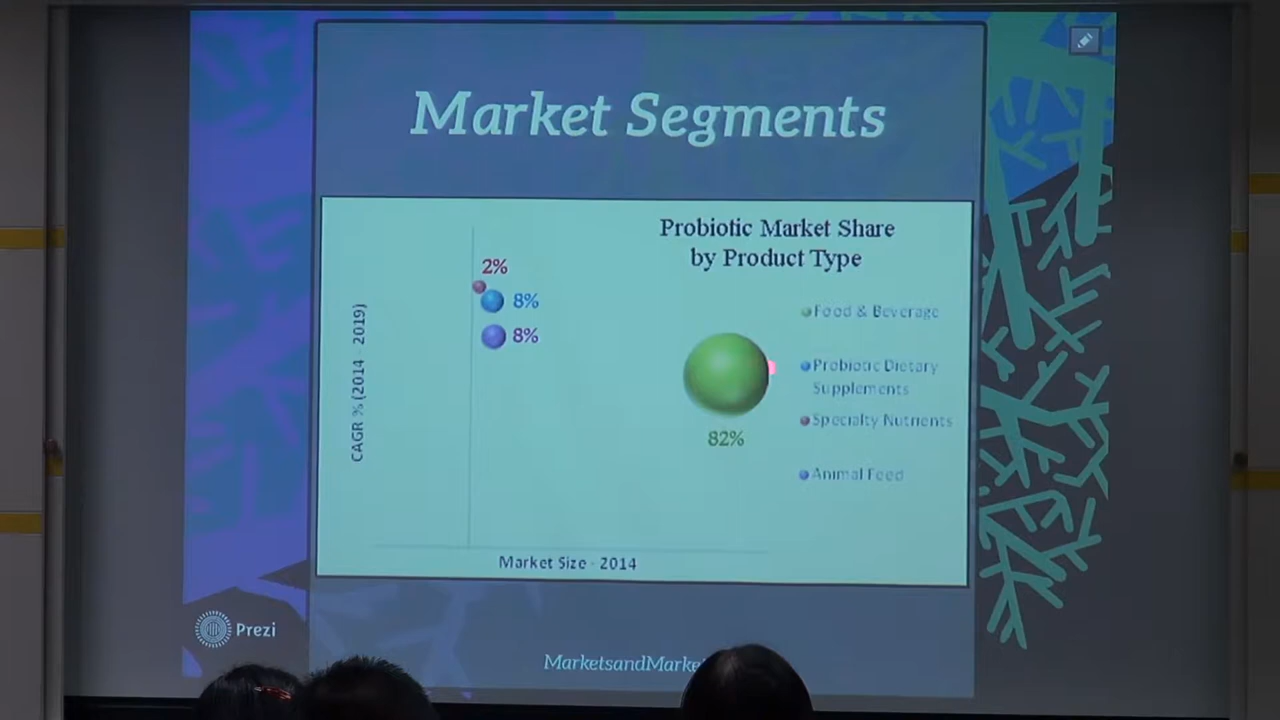 Market Segments
Probiotic Market Share
by Product Type
2%
8%
8%
82%
CAGR % (2014 - 2019)
Food & Beverage
Probiotic Dietary
Supplements
Specialty Nutrients
Animal Feed
Market Size - 2014
Prezi